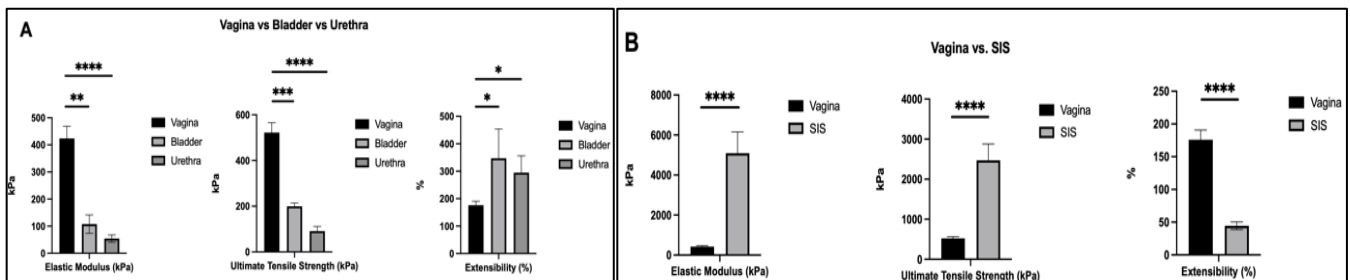 A
Vagina vs Bladder vs Urethra
****
**
500
400
300
200
100
0
kPa
Elastic Modulus (kPa)
Vagina
Bladder
Urethra
****
***
600
400
200
0
kPa
Ultimate Tensile Strength (kPa)
Vagina
Bladder
Urethra
*
*
500
400
300
200
100
0
%
Extensibility (%)
Vagina
Bladder
Urethra
B
Vagina vs. SIS
****
8000
6000
4000
2000
0
kPa
Elastic Modulus (kPa)
Vagina
SIS
****
4000
3000
2000
1000
0
kPa
Ultimate Tensile Strength (kPa)
Vagina
SIS
****
250
200
150
100
50
0
%
Extensibility (%)
Vagina
SIS